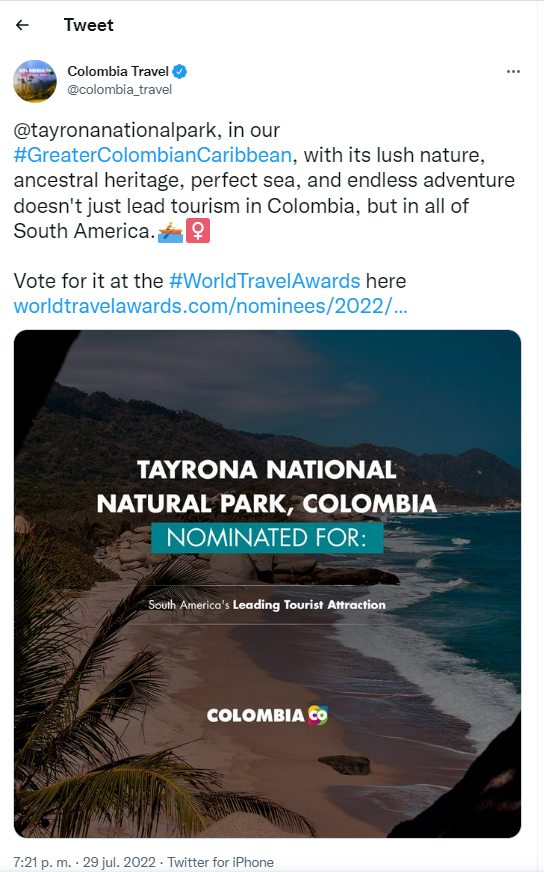 Tweet
Colombia Travel
@colombia_travel
@tayronanationalpark, in our
#GreaterColombianCaribbean, with its lush nature,
ancestral heritage, perfect sea, and endless adventure
doesn't just lead tourism in Colombia, but in all of
South America.🚣♀
Vote for it at the #WorldTravelAwards here
worldtravelawards.com/nominees/2022/...
TAYRONA NATIONAL
NATURAL PARK, COLOMBIA
NOMINATED FOR:
South America's Leading Tourist Attraction
COLOMBIA CO
7:21 p. m. · 29 jul. 2022 · Twitter for iPhone